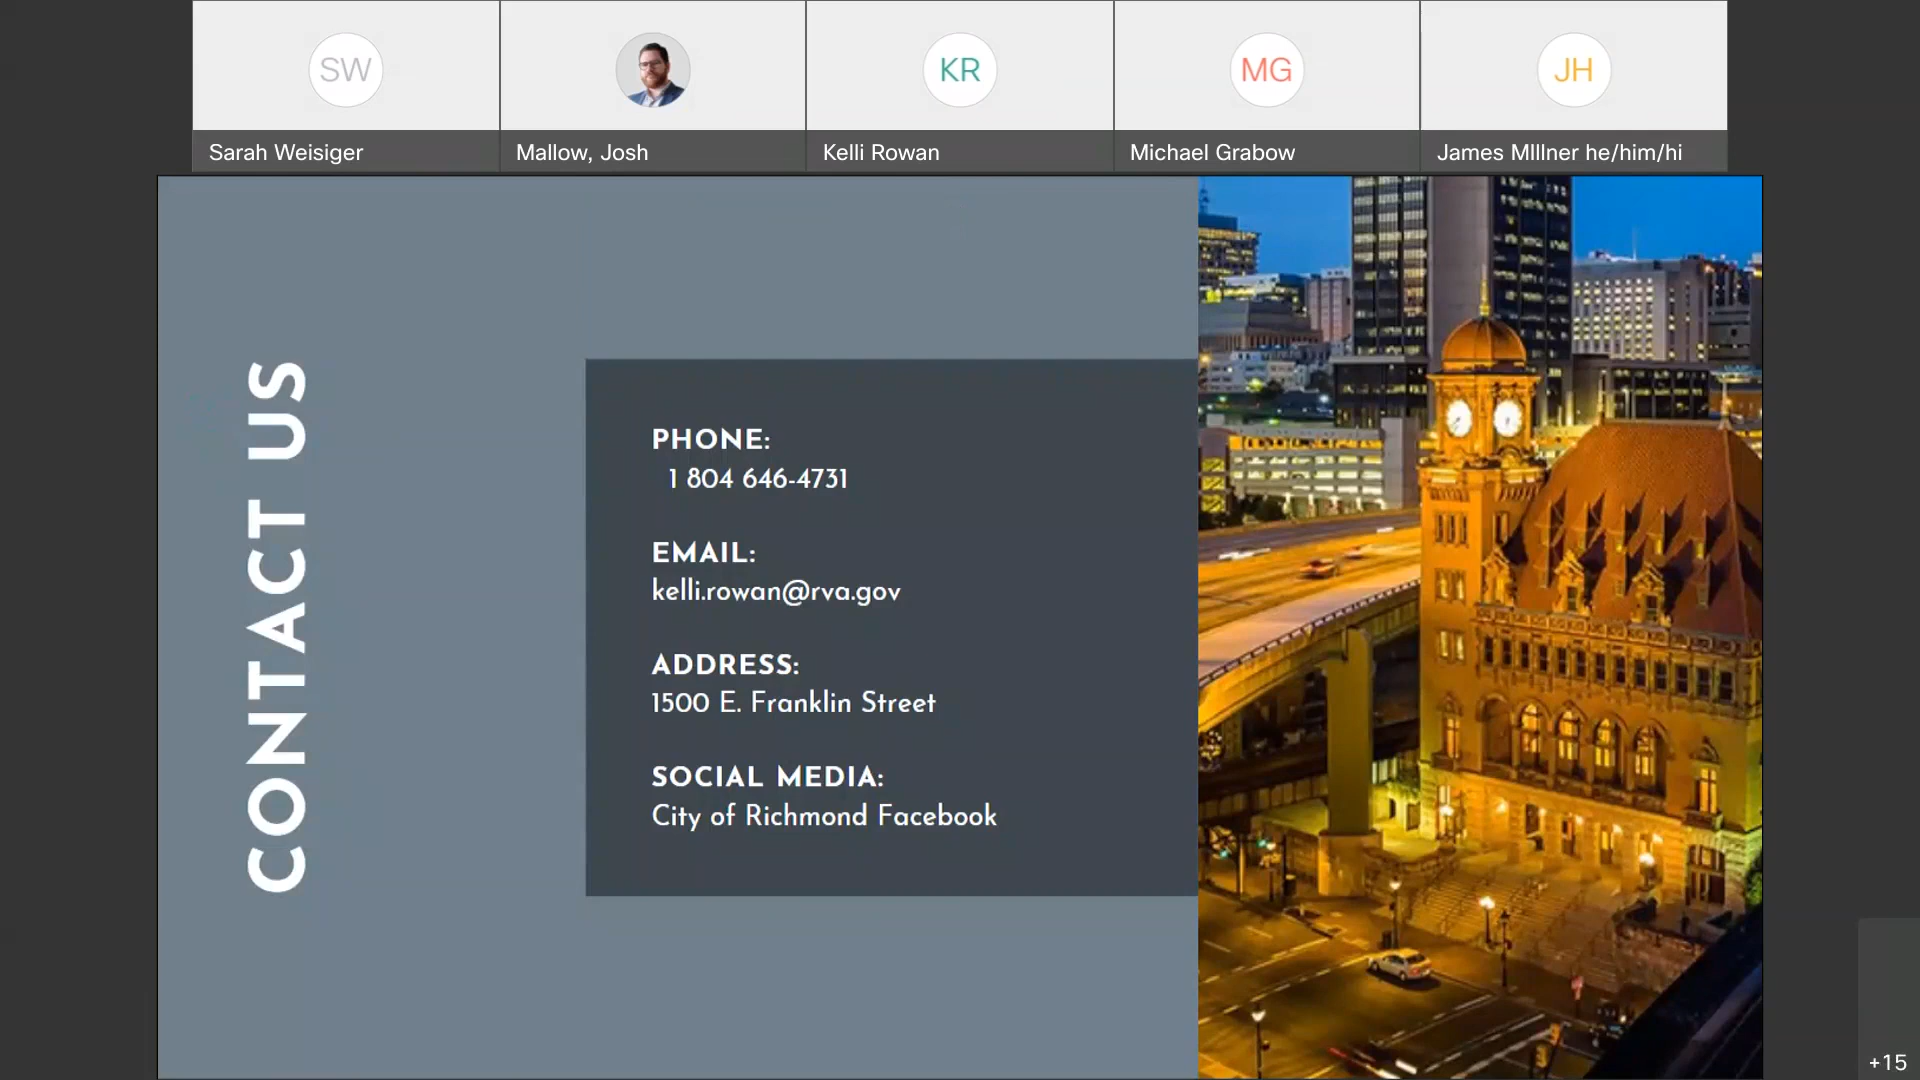 SW
KR
MG
JH
Sarah Weisiger
Mallow, Josh
Kelli Rowan
Michael Grabow
James MIllner he/him/hi
CONTACT US
PHONE:
1 804 646-4731
EMAIL:
kelli.rowan@rva.gov
ADDRESS:
1500 E. Franklin Street
SOCIAL MEDIA:
City of Richmond Facebook
+15